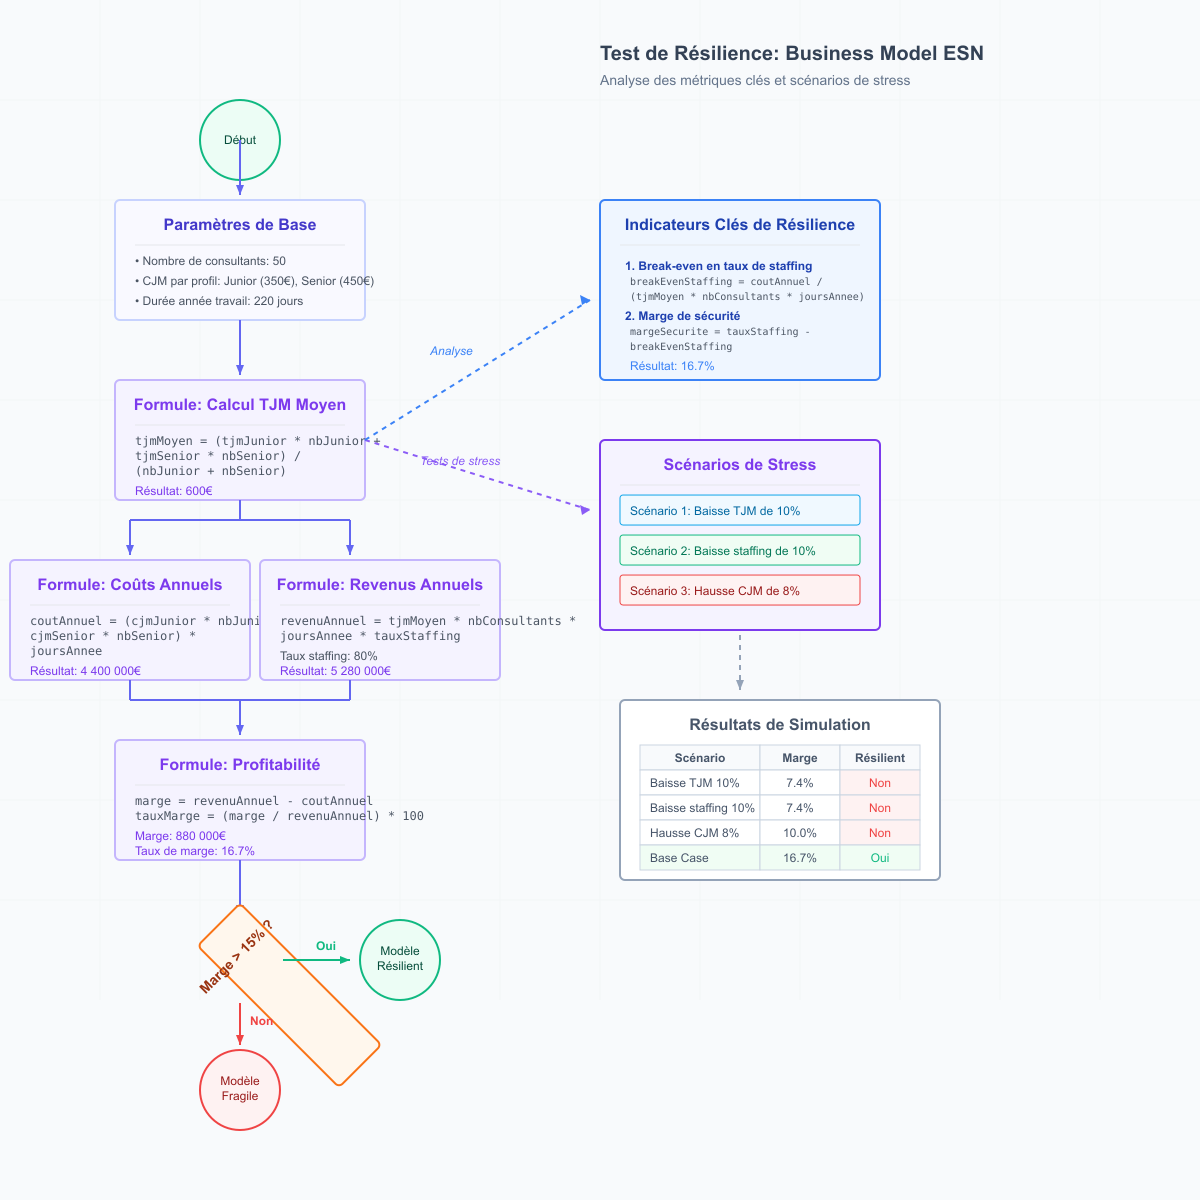 Test de Résilience: Business Model ESN
Analyse des métriques clés et scénarios de stress
Début
Paramètres de Base
• Nombre de consultants: 50
• CJM par profil: Junior (350€), Senior (450€)
• Durée année travail: 220 jours
Formule: Calcul TJM Moyen
tjmMoyen = (tjmJunior * nbJunior +
tjmSenior * nbSenior) /
(nbJunior + nbSenior)
Résultat: 600€
Analyse
Tests de stress
Indicateurs Clés de Résilience
1. Break-even en taux de staffing
breakEvenStaffing = coutAnnuel /
(tjmMoyen * nbConsultants * joursAnnee)
2. Marge de sécurité
margeSecurite = tauxStaffing -
breakEvenStaffing
Résultat: 16.7%
Scénarios de Stress
Scénario 1: Baisse TJM de 10%
Scénario 2: Baisse staffing de 10%
Scénario 3: Hausse CJM de 8%
Formule: Coûts Annuels
coutAnnuel = (cjmJunior * nbJuni
cjmSenior * nbSenior) *
joursAnnee
Résultat: 4 400 000€
Formule: Revenus Annuels
revenuAnnuel = tjmMoyen * nbConsultants *
joursAnnee * tauxStaffing
Taux staffing: 80%
Résultat: 5 280 000€
Formule: Profitabilité
marge = revenuAnnuel - coutAnnuel
tauxMarge = (marge / revenuAnnuel) * 100
Marge: 880 000€
Taux de marge: 16.7%
Résultats de Simulation
Scénario Marge Résilient
Baisse TJM 10% 7.4% Non
Baisse staffing 10% 7.4% Non
Hausse CJM 8% 10.0% Non
Base Case 16.7% Oui
Marge > 15% ?
Oui
Modèle
Résilient
Non
Modèle
Fragile